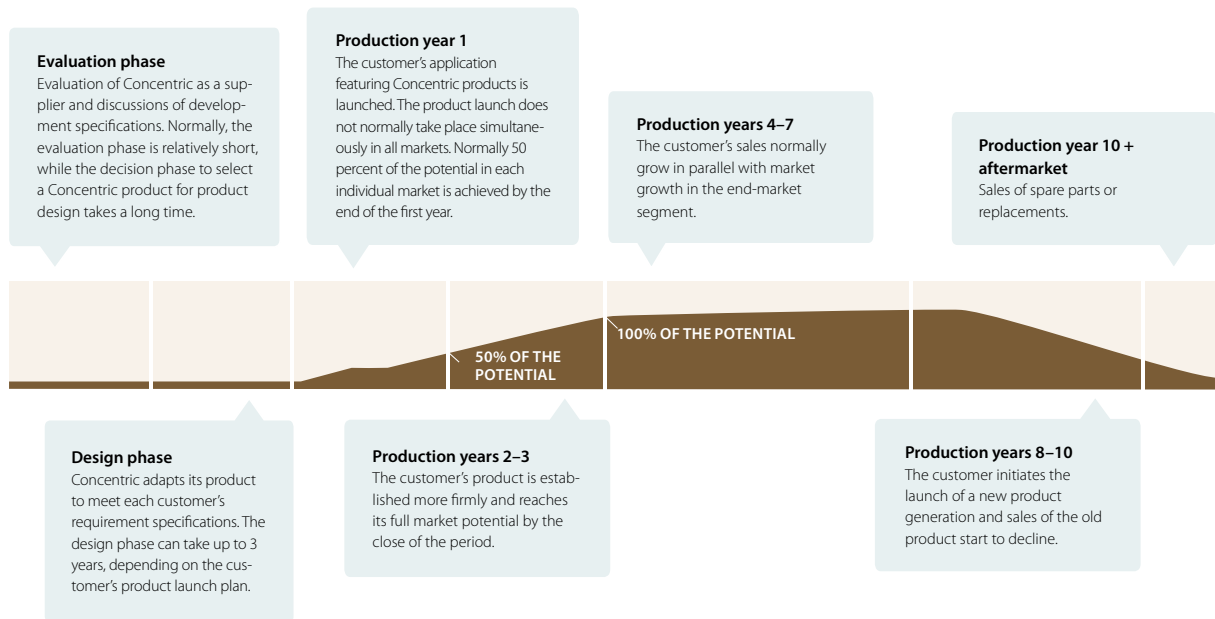 Evaluation phase
Evaluation of Concentric as a sup-
plier and discussions of develop-
ment specifications. Normally, the
evaluation phase is relatively short,
while the decision phase to select
a Concentric product for product
design takes a long time.
Production year 1
The customer’s application
featuring Concentric products is
launched. The product launch does
not normally take place simultane-
ously in all markets. Normally 50
percent of the potential in each
individual market is achieved by the
end of the first year.
Production years 4–7
The customer’s sales normally
grow in parallel with market
growth in the end-market
segment.
Production year 10 +
aftermarket
Sales of spare parts or
replacements.
50% OF THE
POTENTIAL
100% OF THE POTENTIAL
Design phase
Concentric adapts its product
to meet each customer’s
requirement specifications. The
design phase can take up to 3
years, depending on the cus-
tomer’s product launch plan.
Production years 2–3
The customer’s product is estab-
lished more firmly and reaches
its full market potential by the
close of the period.
Production years 8–10
The customer initiates the
launch of a new product
generation and sales of the old
product start to decline.